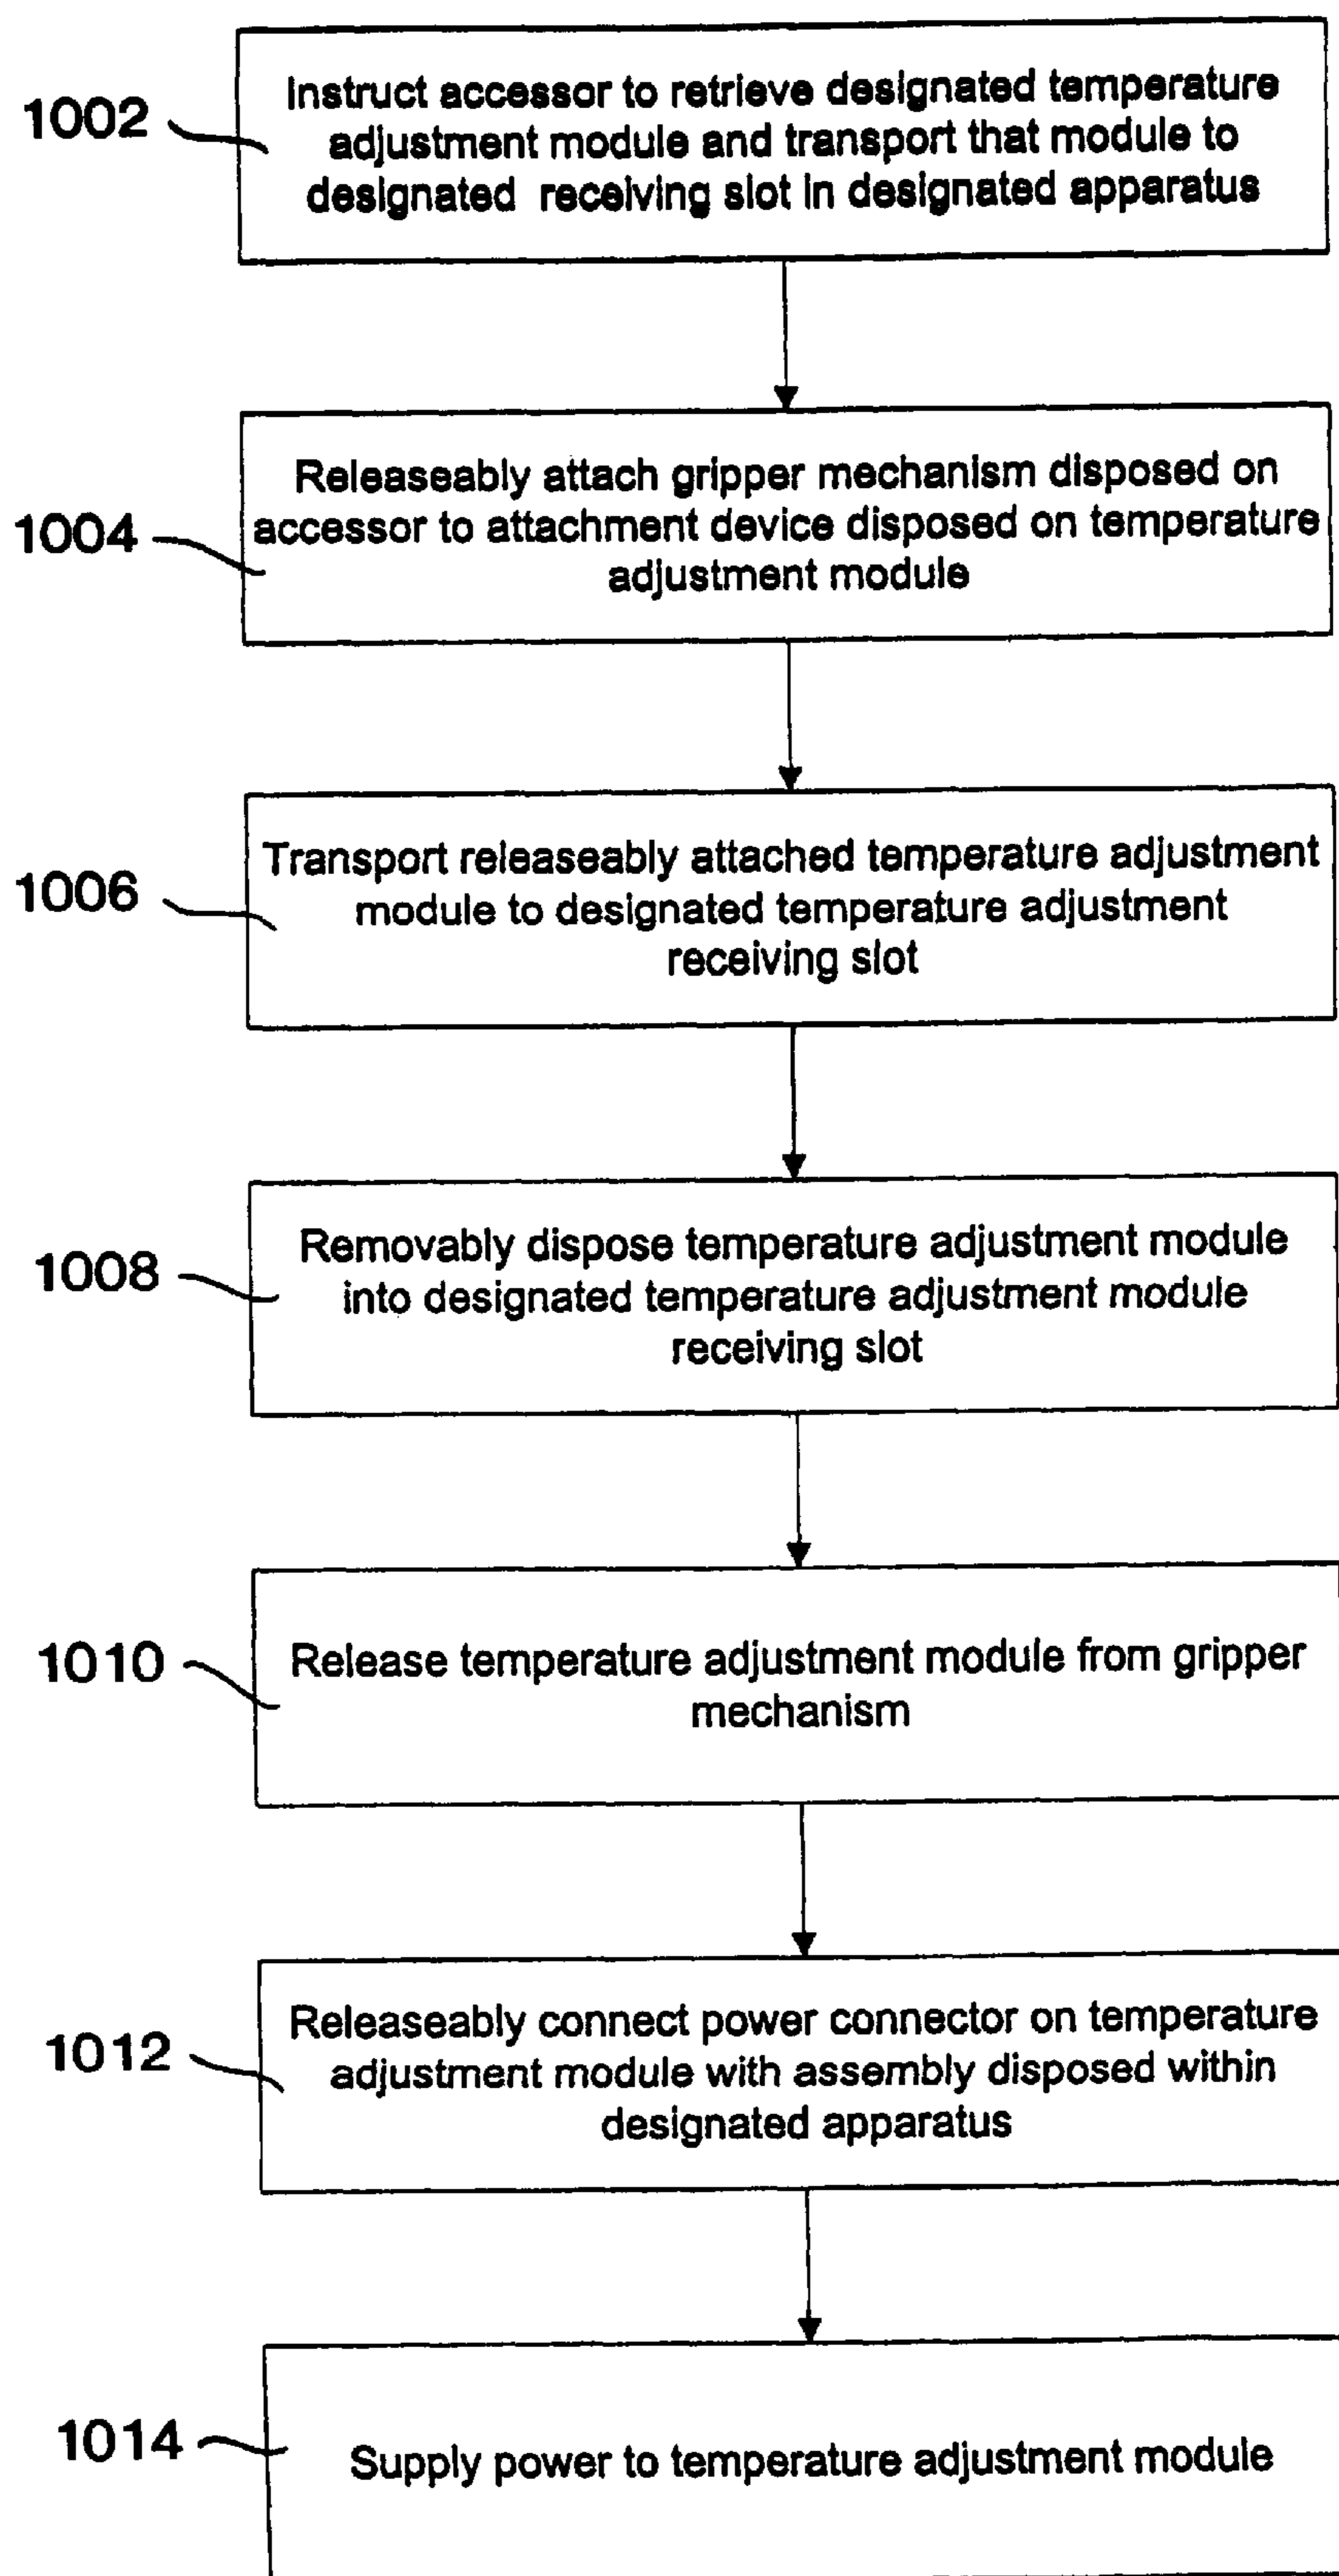 1002
Instruct accessor to retrieve designated temperature
adjustment module and transport that module to
designated receiving slot in designated apparatus
1004
Releaseably attach gripper mechanism disposed on
accessor to attachment device disposed on temperature
adjustment module
1006
Transport releaseably attached temperature adjustment
module to designated temperature adjustment
receiving slot
1008
Removably dispose temperature adjustment module
into designated temperature adjustment module
receiving slot
1010
Release temperature adjustment module from gripper
mechanism
1012
Releaseably connect power connector on temperature
adjustment module with assembly disposed within
designated apparatus
1014
Supply power to temperature adjustment module